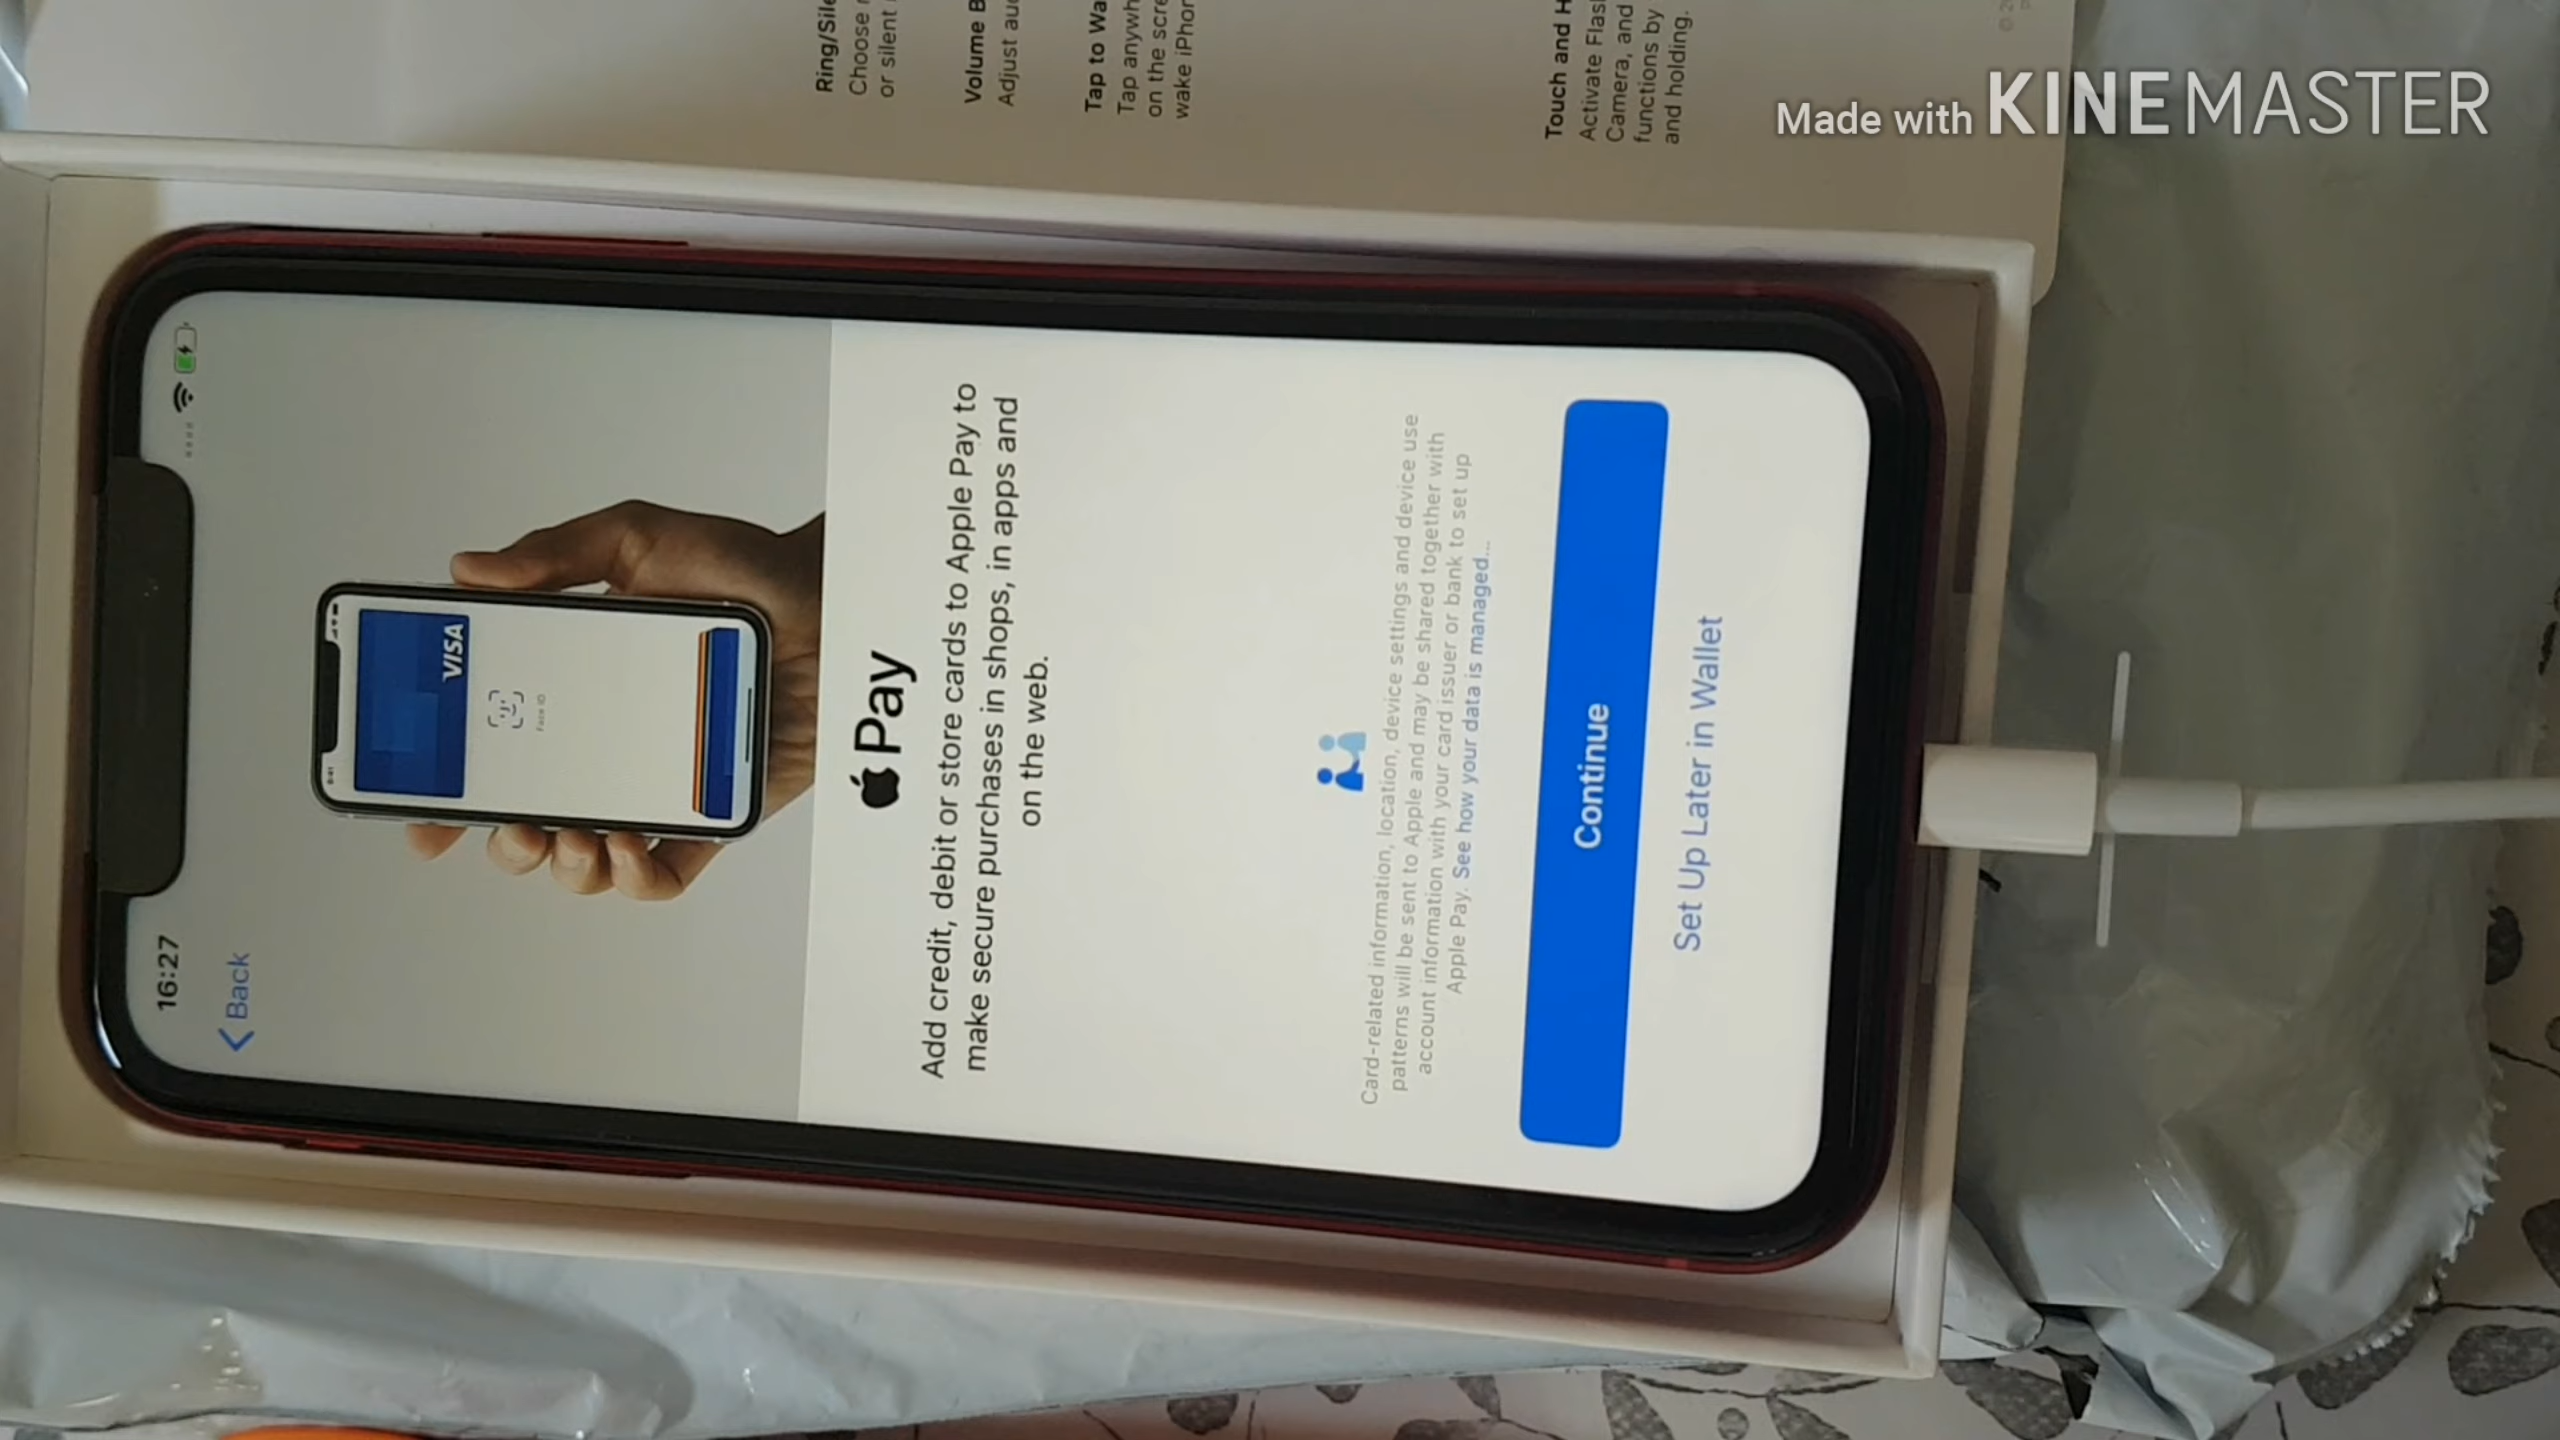 Made with KINEMASTER
Ring/Sile
Choose r
or silent
Volume B
Adjust aud
Tap to Wa
Tap anywh
on the scre
wake iPhon
Touch and H
Activate Flas
Camera, and
functions by
and holding.
16:27
Back
VISA
Face ID
Pay
Add credit, debit or store cards to Apple Pay to
make secure purchases in shops, in apps and
on the web.
Card-related information, location, device settings and device use
patterns will be sent to Apple and may be shared together with
account information with your card issuer or bank to set up
Apple Pay. See how your data is managed...
Continue
Set Up Later in Wallet